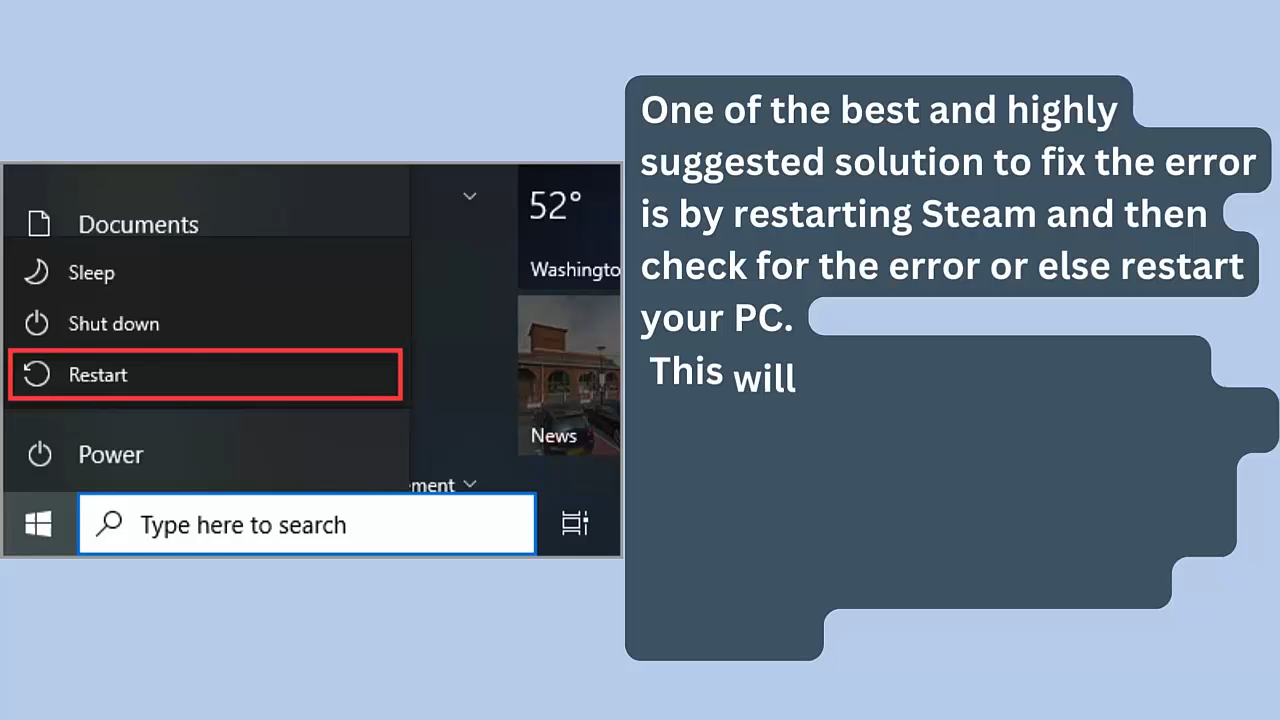 Documents
Sleep
Shut down
Restart
Power
Type here to search
52°
Washingto
News
ment
One of the best and highly
suggested solution to fix the error
is by restarting Steam and then
check for the error or else restart
your PC.
This will